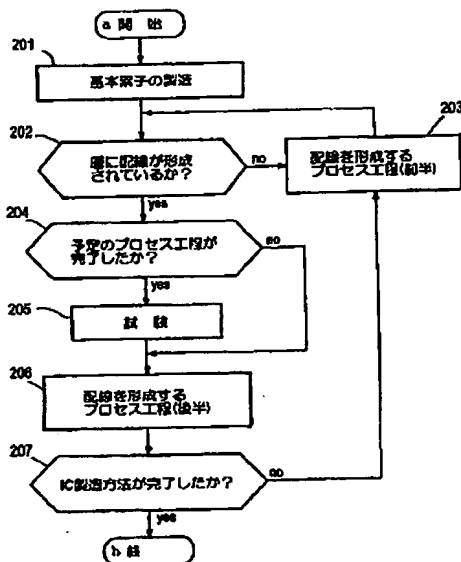 a 開 始
201
基本素子の製造
202
層に配線が形成
されているか？
no
yes
203
配線を形成する
プロセス工程(前半)
204
予定のプロセス工程が
完了したか？
no
yes
205
試 験
206
配線を形成する
プロセス工程(後半)
207
IC製造方法が完了したか？
no
yes
b 終